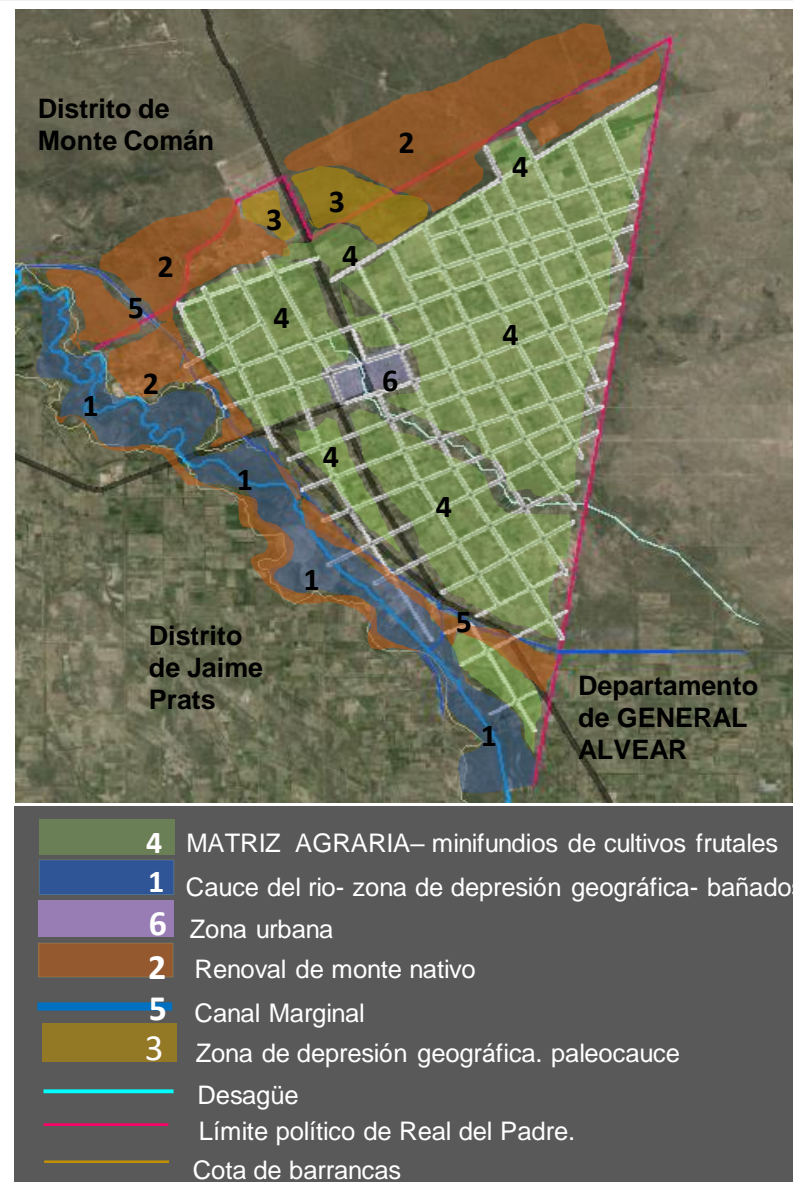 Distrito de
Monte Comán
2
4
3
3
4
2
5
4
4
6
2
1
4
1
4
1
5
Distrito
de Jaime
Prats
Departamento
de GENERAL
ALVEAR
1
4 MATRIZ AGRARIA– minifundios de cultivos frutales
1 Cauce del rio- zona de depresión geográfica- bañados
6 Zona urbana
2 Renoval de monte nativo
5 Canal Marginal
3 Zona de depresión geográfica. paleocauce
Desagüe
Límite político de Real del Padre.
Cota de barrancas